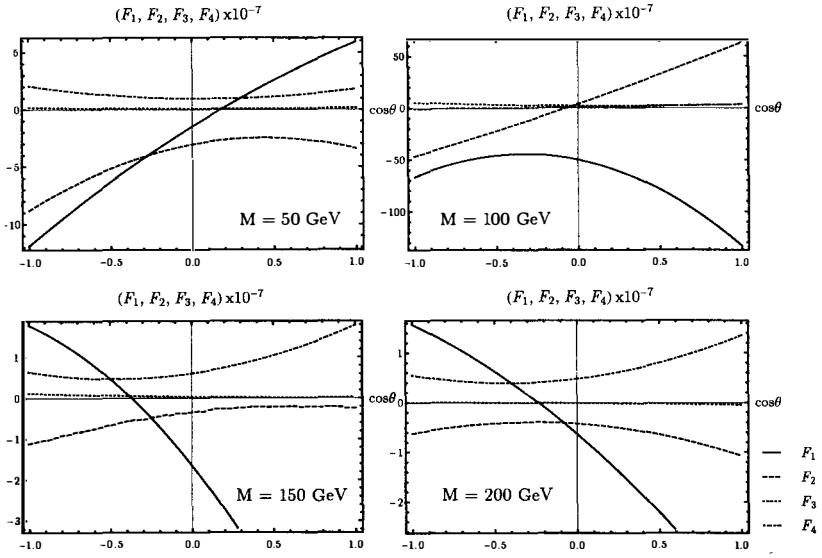 (F₁, F₂, F₃, F₄)x10⁻⁷
(F₁, F₂, F₃, F₄)x10⁻⁷
5
0
-5
-10
cosθ
M = 50 GeV
-1.0 -0.5 0.0 0.5 1.0
50
0
-50
-100
cosθ
M = 100 GeV
-1.0 -0.5 0.0 0.5 1.0
(F₁, F₂, F₃, F₄)x10⁻⁷
(F₁, F₂, F₃, F₄)x10⁻⁷
1
0
-1
-2
-3
cosθ
M = 150 GeV
-1.0 -0.5 0.0 0.5 1.0
1
0
-1
-2
cosθ
M = 200 GeV
-1.0 -0.5 0.0 0.5 1.0
F₁
F₂
F₃
F₄